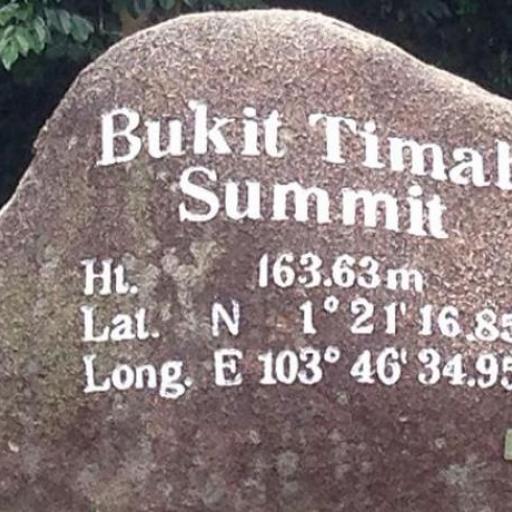 Bukit Timah
Summit
Ht. 163.63m
Lat. N 1° 21' 16.85
Long. E 103° 46' 34.95